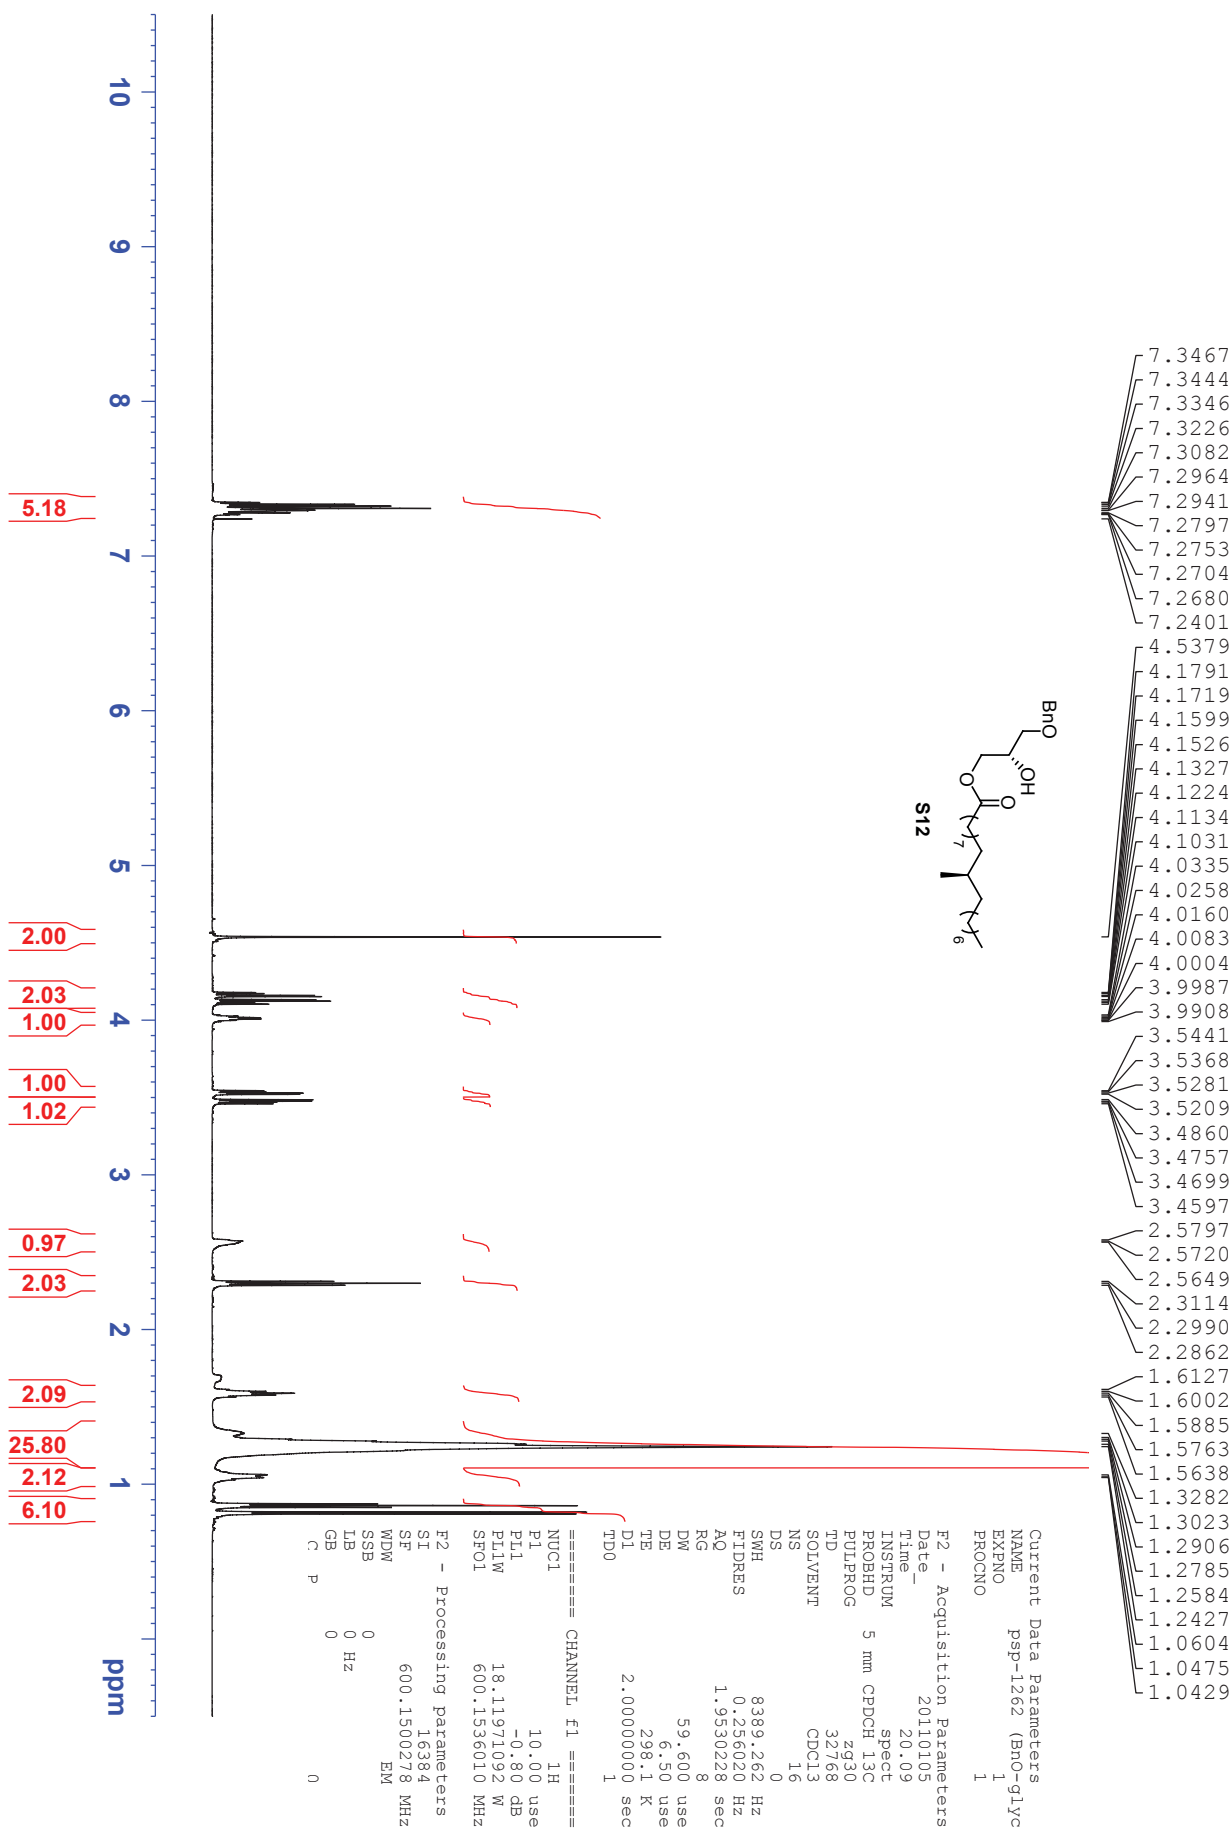 7.3467
7.3444
7.3346
7.3226
7.3082
7.2964
7.2941
7.2797
7.2753
7.2704
7.2680
7.2401
4.5379
4.1791
4.1719
4.1599
4.1526
4.1327
4.1224
4.1134
4.1031
4.0335
4.0258
4.0160
4.0083
4.0004
3.9987
3.9908
3.5441
3.5368
3.5281
3.5209
3.4860
3.4757
3.4699
3.4597
2.5797
2.5720
2.5649
2.3114
2.2990
2.2862
1.6127
1.6002
1.5885
1.5763
1.5638
1.3282
1.3023
1.2906
1.2785
1.2584
1.2427
1.0604
1.0475
1.0429
BnO
OH
O
O
7
6
S12
Current Data Parameters
NAME psp-1262 (BnO-glyc
EXPNO 1
PROCNO 1
F2 - Acquisition Parameters
Date_ 20110105
Time 20.09
INSTRUM spect
PROBHD 5 mm CPDCH 13C
PULPROG zg30
TD 32768
SOLVENT CDCl3
NS 16
DS 0
SWH 8389.262 Hz
FIDRES 0.256020 Hz
AQ 1.9530228 sec
RG 8
DW 59.600 use
DE 6.50 use
TE 298.1 K
D1 2.00000000 sec
TD0 1
======== CHANNEL f1 ========
NUC1 1H
P1 10.00 use
PL1 -0.80 dB
PL1W 18.11971092 W
SFO1 600.1536010 MHz
F2 - Processing parameters
SI 16384
SF 600.1500278 MHz
WDW EM
SSB 0
LB 0 Hz
GB 0
C P 0
10 9 8 7 6 5 4 3 2 1 ppm
5.18
2.00
2.03
1.00
1.00
1.02
0.97
2.03
2.09
25.80
2.12
6.10